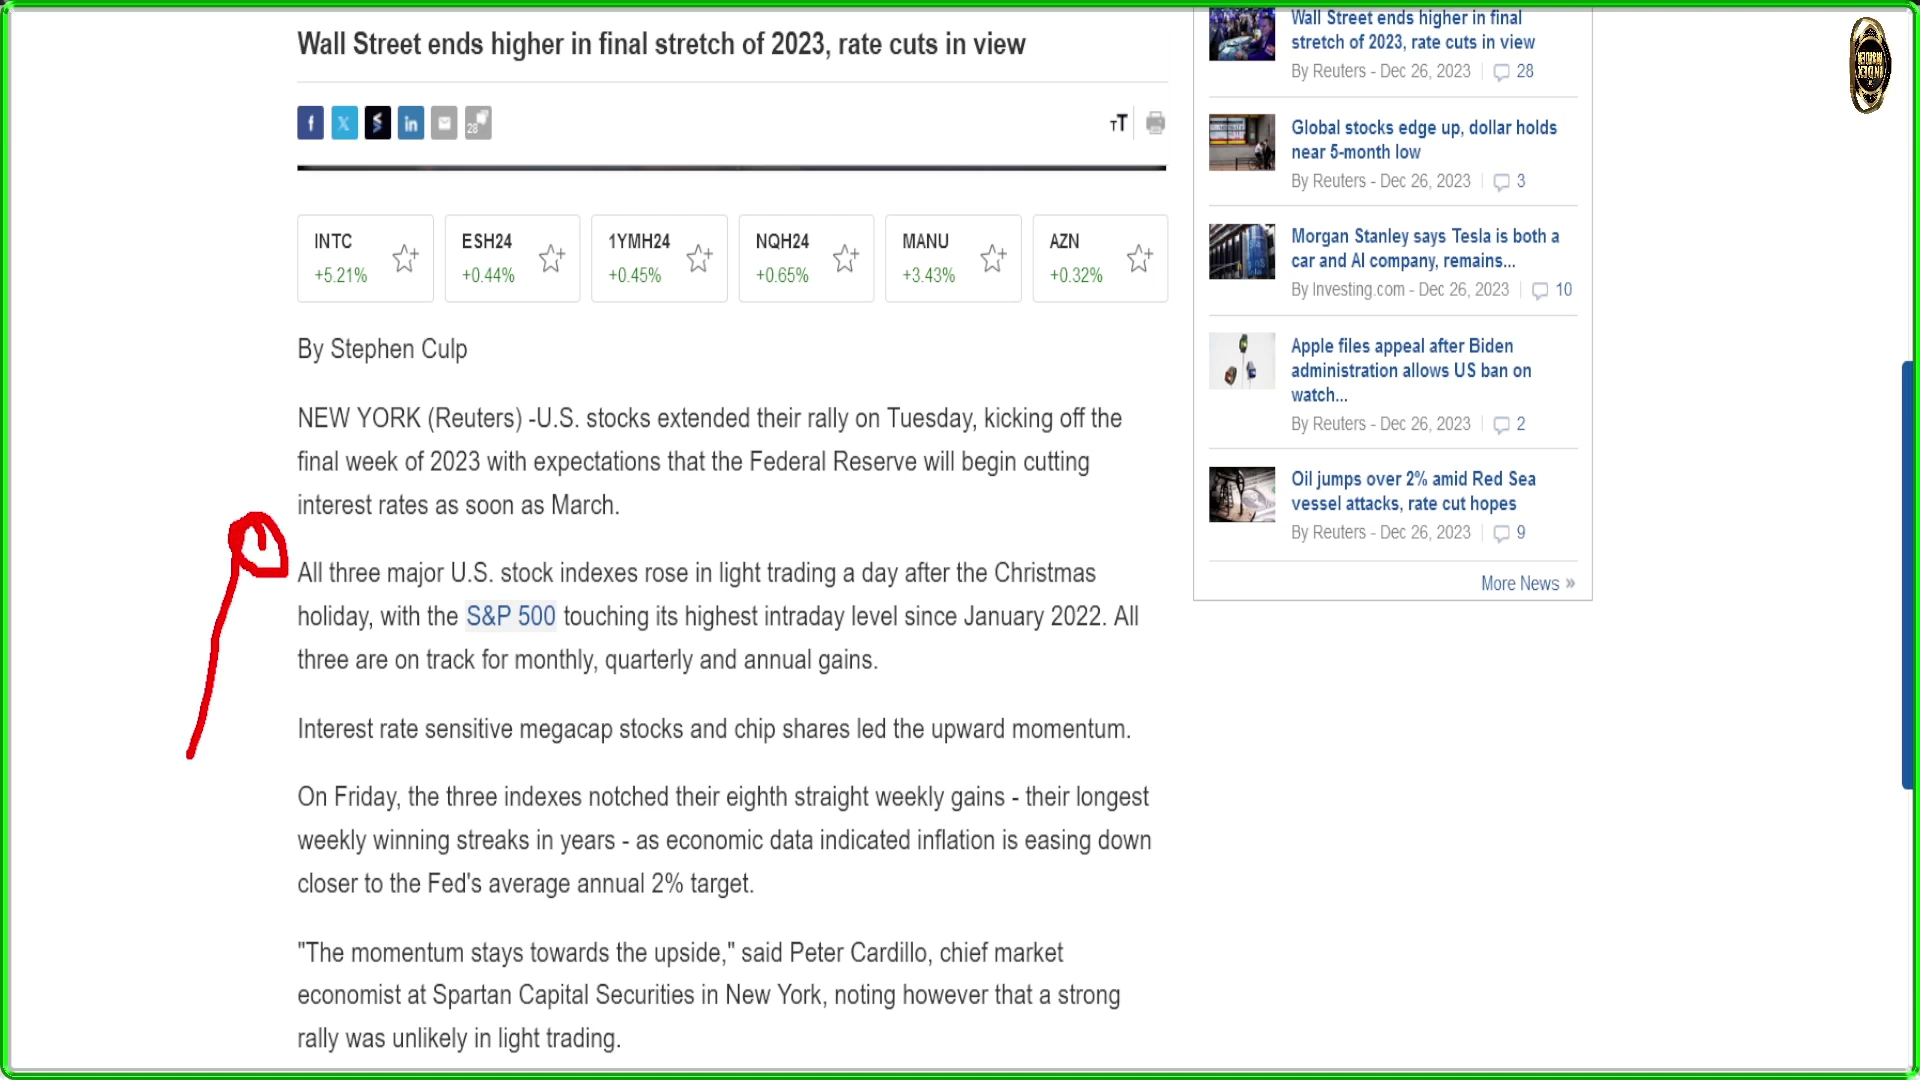 Wall Street ends higher in final stretch of 2023, rate cuts in view
28
INTC
+5.21%
ESH24
+0.44%
1YMH24
+0.45%
NQH24
+0.65%
MANU
+3.43%
AZN
+0.32%
By Stephen Culp
NEW YORK (Reuters) -U.S. stocks extended their rally on Tuesday, kicking off the
final week of 2023 with expectations that the Federal Reserve will begin cutting
interest rates as soon as March.
All three major U.S. stock indexes rose in light trading a day after the Christmas
holiday, with the S&P 500 touching its highest intraday level since January 2022. All
three are on track for monthly, quarterly and annual gains.
Interest rate sensitive megacap stocks and chip shares led the upward momentum.
On Friday, the three indexes notched their eighth straight weekly gains - their longest
weekly winning streaks in years - as economic data indicated inflation is easing down
closer to the Fed's average annual 2% target.
"The momentum stays towards the upside," said Peter Cardillo, chief market
economist at Spartan Capital Securities in New York, noting however that a strong
rally was unlikely in light trading.
Wall Street ends higher in final
stretch of 2023, rate cuts in view
By Reuters - Dec 26, 2023 28
Global stocks edge up, dollar holds
near 5-month low
By Reuters - Dec 26, 2023 3
Morgan Stanley says Tesla is both a
car and AI company, remains...
By Investing.com - Dec 26, 2023 10
Apple files appeal after Biden
administration allows US ban on
watch...
By Reuters - Dec 26, 2023 2
Oil jumps over 2% amid Red Sea
vessel attacks, rate cut hopes
By Reuters - Dec 26, 2023 9
More News »